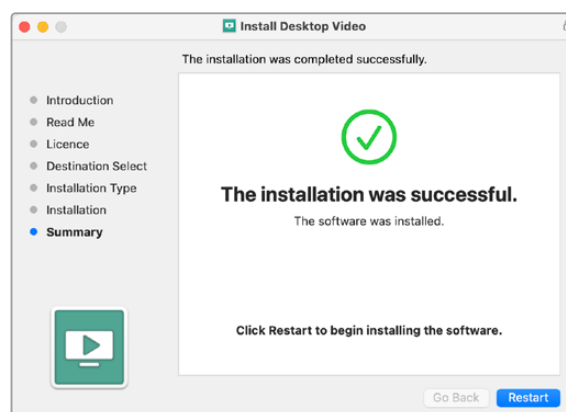 Install Desktop Video
The installation was completed successfully.
Introduction
Read Me
Licence
Destination Select
Installation Type
Installation
Summary
The installation was successful.
The software was installed.
Click Restart to begin installing the software.
Go Back
Restart